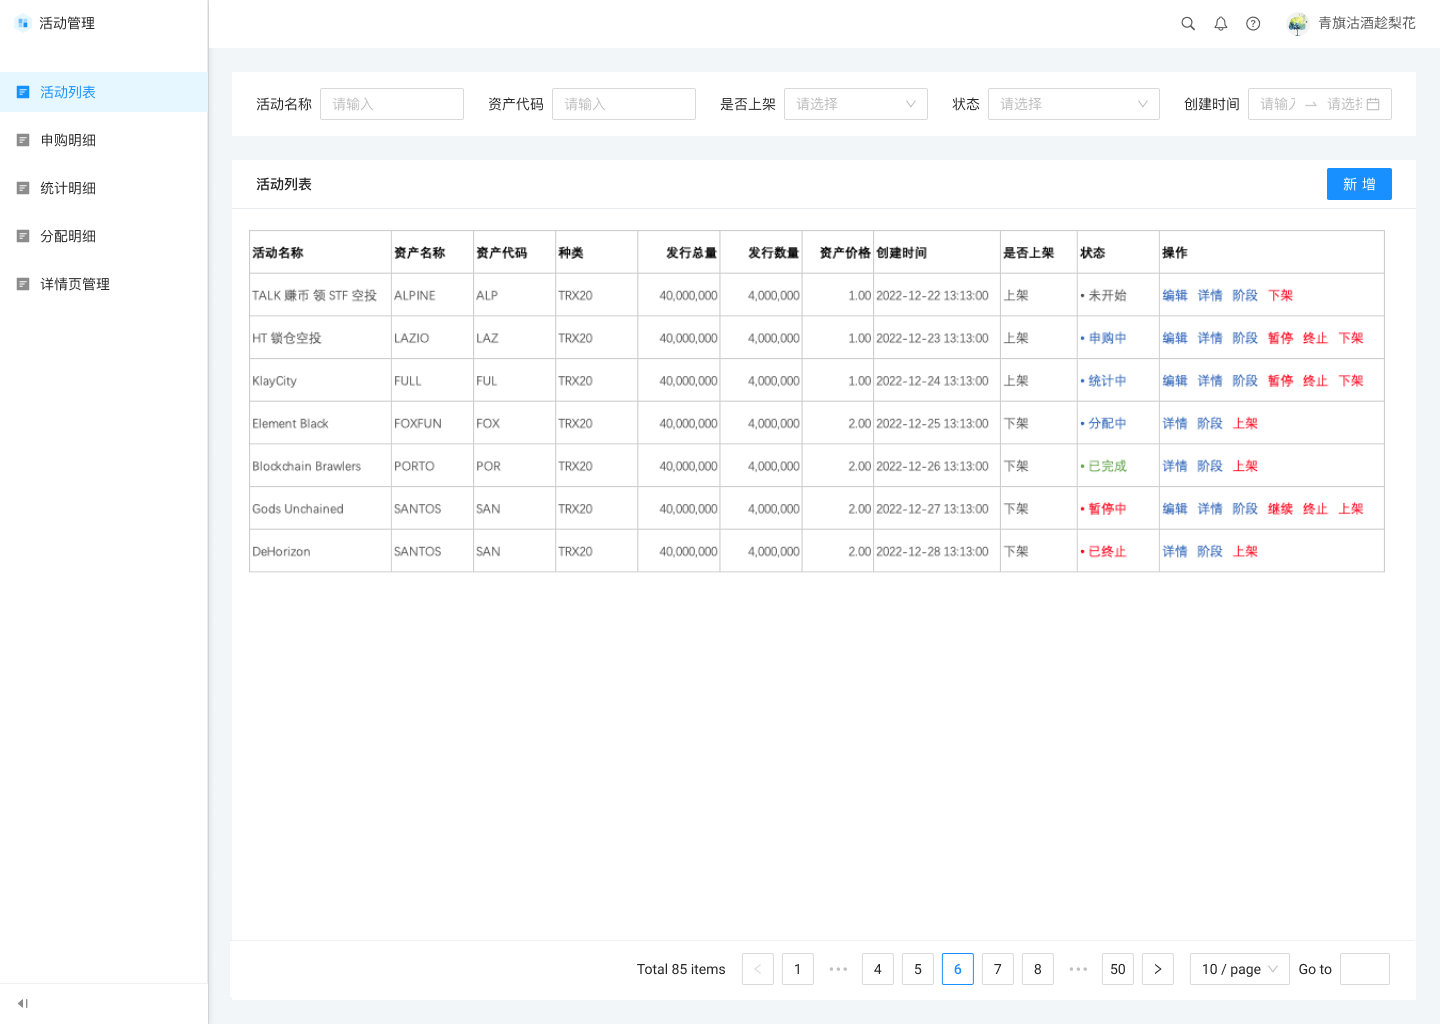 活动管理
青旗沽酒趁梨花
活动列表
申购明细
统计明细
分配明细
详情页管理
活动名称 请输入 资产代码 请输入 是否上架 请选择 状态 请选择 创建时间 请输入 → 请选择
活动列表 新 增
活动名称 资产名称 资产代码 种类 发行总量 发行数量 资产价格 创建时间 是否上架 状态 操作
TALK 赚币 领 STF 空投 ALPINE ALP TRX20 40,000,000 4,000,000 1.00 2022-12-22 13:13:00 上架 • 未开始 编辑 详情 阶段 下架
HT 锁仓空投 LAZIO LAZ TRX20 40,000,000 4,000,000 1.00 2022-12-23 13:13:00 上架 • 申购中 编辑 详情 阶段 暂停 终止 下架
KlayCity FULL FUL TRX20 40,000,000 4,000,000 1.00 2022-12-24 13:13:00 上架 • 统计中 编辑 详情 阶段 暂停 终止 下架
Element Black FOXFUN FOX TRX20 40,000,000 4,000,000 2.00 2022-12-25 13:13:00 下架 • 分配中 详情 阶段 上架
Blockchain Brawlers PORTO POR TRX20 40,000,000 4,000,000 2.00 2022-12-26 13:13:00 下架 • 已完成 详情 阶段 上架
Gods Unchained SANTOS SAN TRX20 40,000,000 4,000,000 2.00 2022-12-27 13:13:00 下架 • 暂停中 编辑 详情 阶段 继续 终止 上架
DeHorizon SANTOS SAN TRX20 40,000,000 4,000,000 2.00 2022-12-28 13:13:00 下架 • 已终止 详情 阶段 上架
Total 85 items < 1 ••• 4 5 6 7 8 ••• 50 > 10 / page Go to